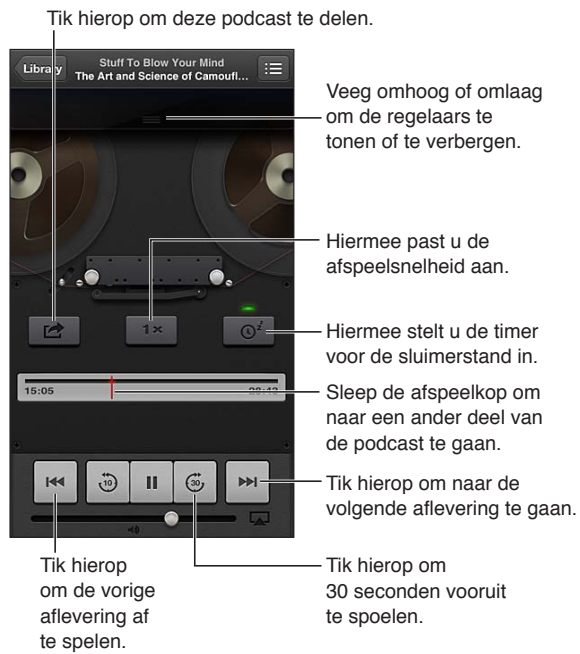 Tik hierop om deze podcast te delen.
Library
Stuff To Blow Your Mind
The Art and Science of Camoufl...
Veeg omhoog of omlaag
om de regelaars te
tonen of te verbergen.
Hiermee past u de
afspeelsnelheid aan.
1×
z
Hiermee stelt u de timer
voor de sluimerstand in.
15:05
Sleep de afspeelkop om
naar een ander deel van
de podcast te gaan.
10
30
Tik hierop om naar de
volgende aflevering te gaan.
Tik hierop
om de vorige
aflevering af
te spelen.
Tik hierop om
30 seconden vooruit
te spoelen.